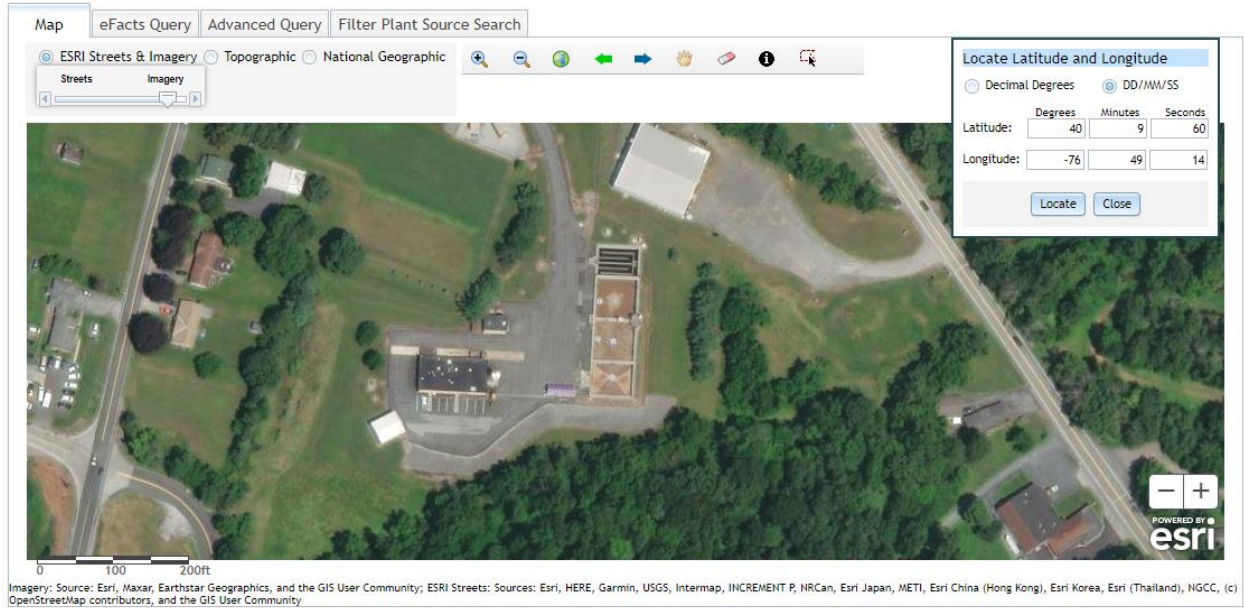 Map eFacts Query Advanced Query Filter Plant Source Search
ESRI Streets & Imagery Topographic National Geographic
Streets Imagery
Locate Latitude and Longitude
Decimal Degrees DD/MM/SS
Degrees Minutes Seconds
Latitude: 40 9 60
Longitude: -76 49 14
Locate Close
POWERED BY
esri
0 100 200ft
Imagery: Source: Esri, Maxar, Earthstar Geographics, and the GIS User Community; ESRI Streets: Sources: Esri, HERE, Garmin, USGS, Intermap, INCREMENT P, NRCan, Esri Japan, METI, Esri China (Hong Kong), Esri Korea, Esri (Thailand), NGCC, (c)
OpenStreetMap contributors, and the GIS User Community